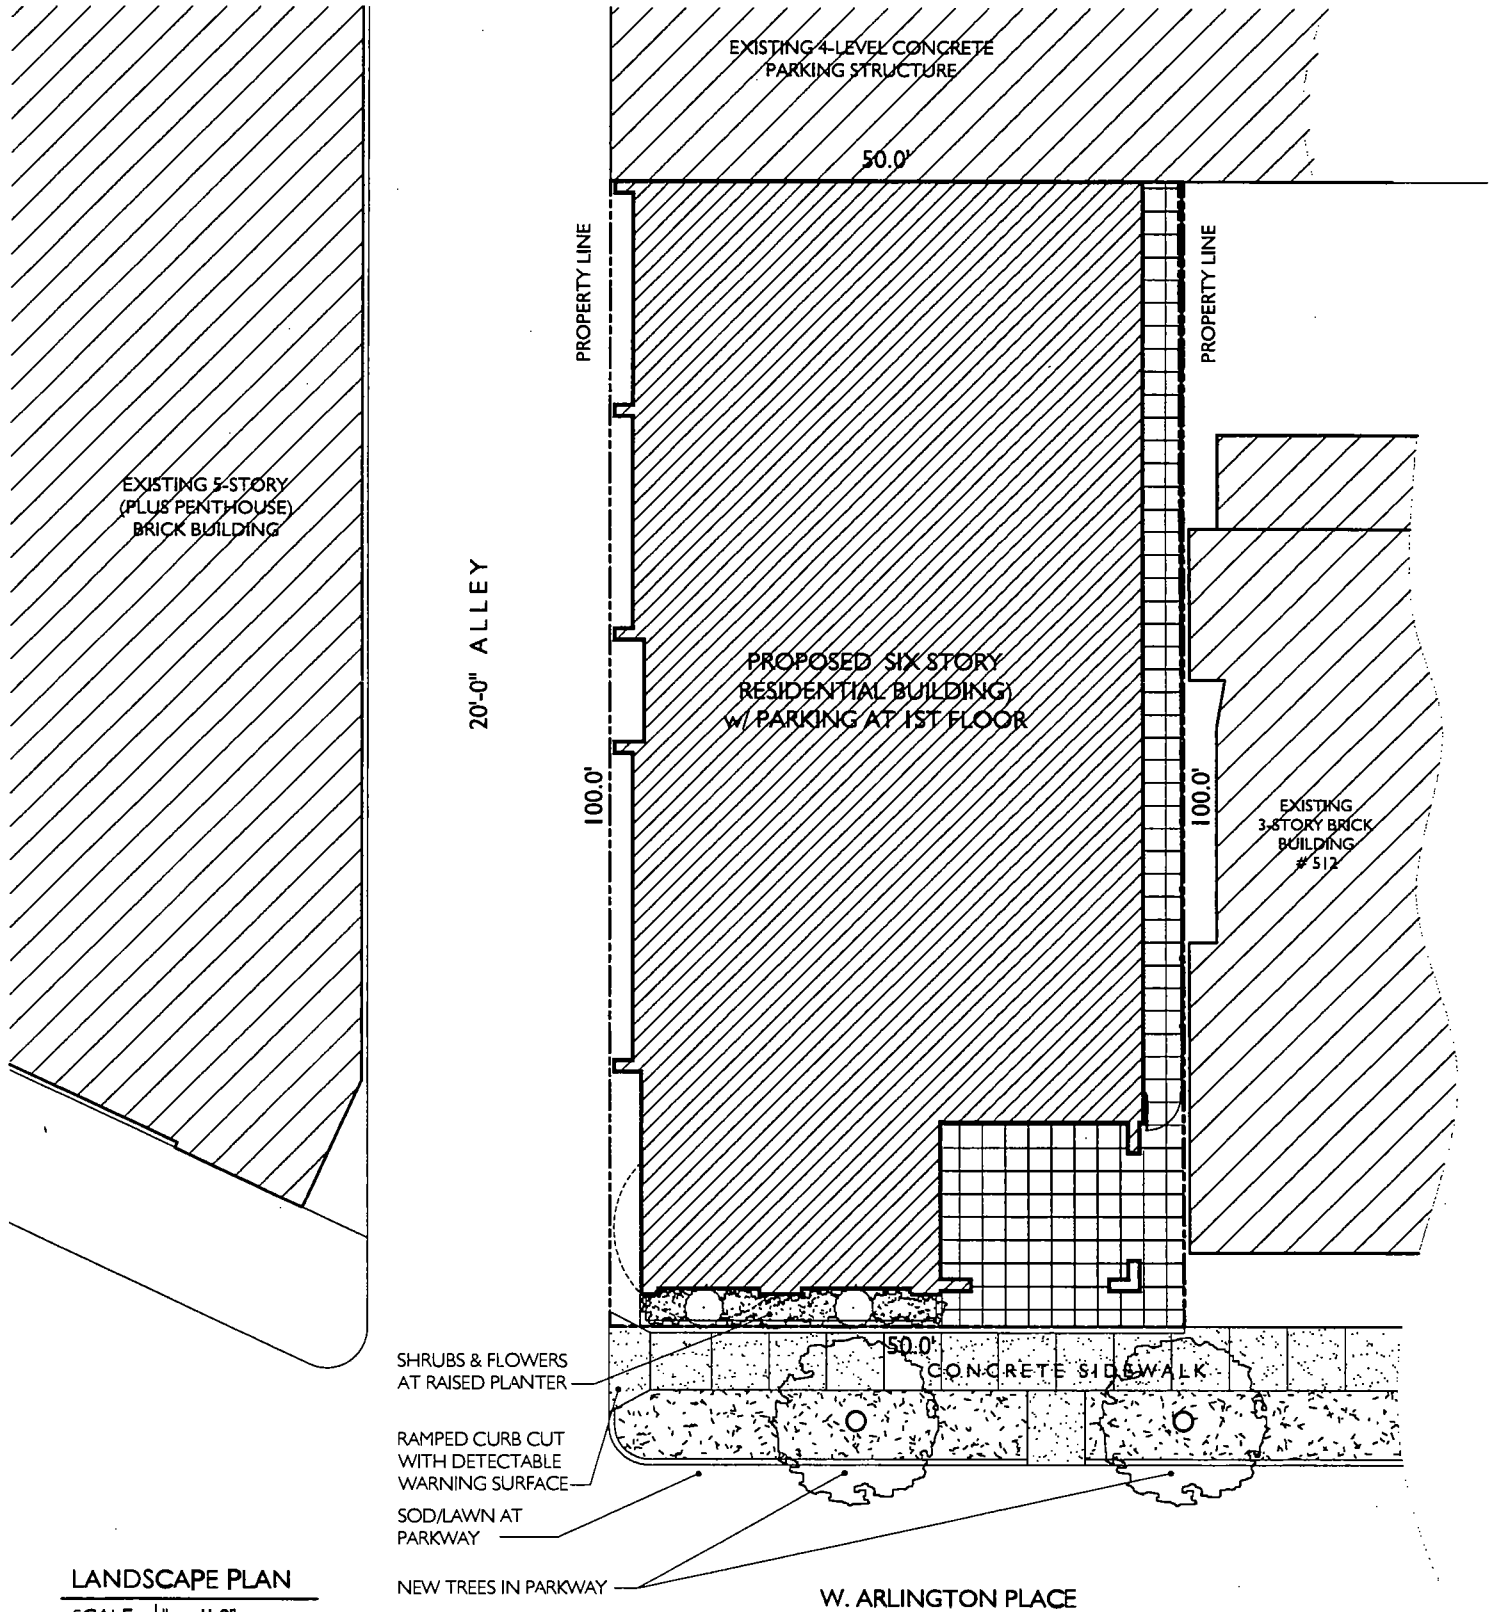 EXISTING 4-LEVEL CONCRETE
PARKING STRUCTURE
50.0'
PROPERTY LINE
PROPERTY LINE
EXISTING 5-STORY
(PLUS PENTHOUSE)
BRICK BUILDING
20'-0" ALLEY
PROPOSED SIX STORY
RESIDENTIAL BUILDING)
w/ PARKING AT 1ST FLOOR
100.0'
100.0'
EXISTING
3-STORY BRICK
BUILDING
# 512
50.0'
CONCRETE SIDEWALK
SHRUBS & FLOWERS
AT RAISED PLANTER
RAMPED CURB CUT
WITH DETECTABLE
WARNING SURFACE
SOD/LAWN AT
PARKWAY
NEW TREES IN PARKWAY
LANDSCAPE PLAN
W. ARLINGTON PLACE